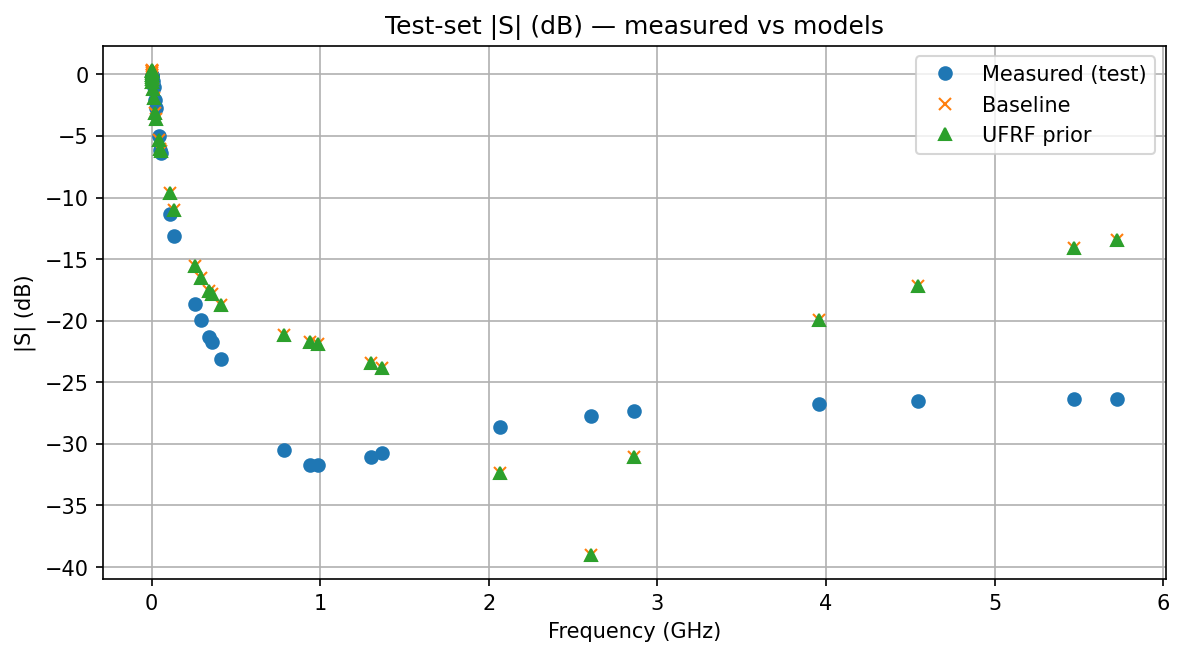 Test-set |S| (dB) — measured vs models
Measured (test)
Baseline
UFRF prior
|S| (dB)
0
−5
−10
−15
−20
−25
−30
−35
−40
0 1 2 3 4 5 6
Frequency (GHz)